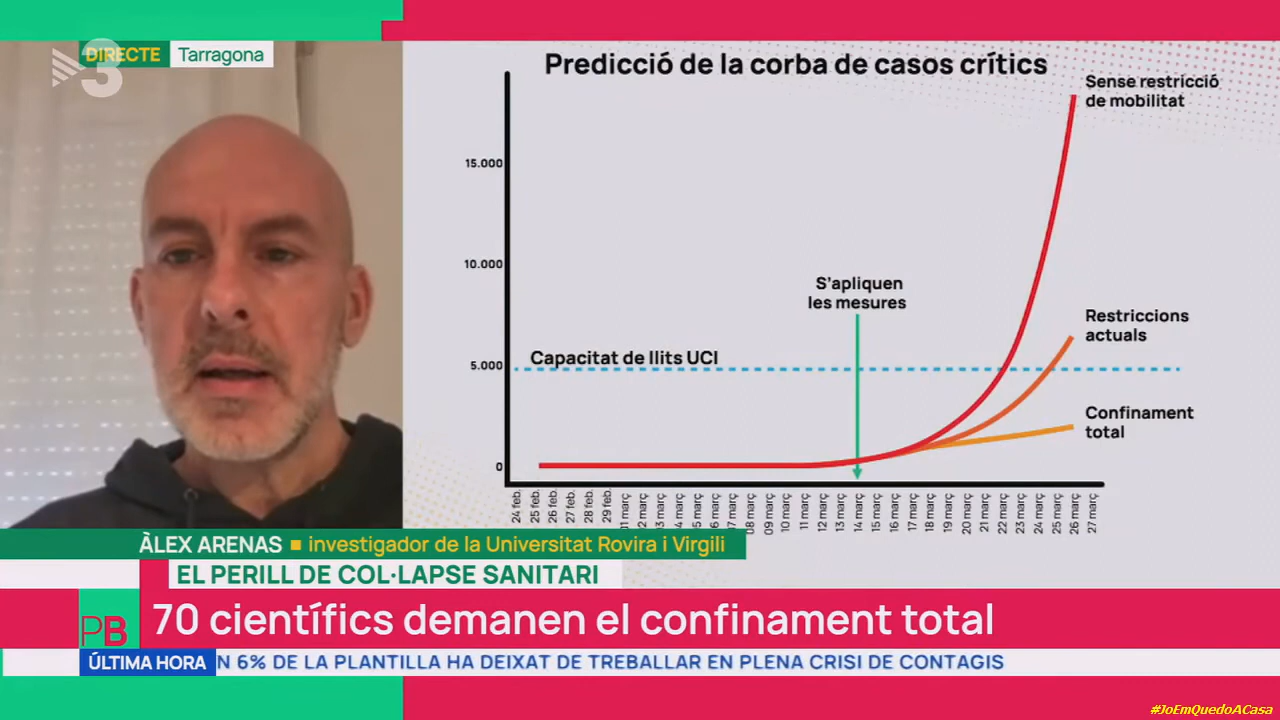 DIRECTE
Tarragona
3
Predicció de la corba de casos crítics
Sense restricció
de mobilitat
15.000
10.000
S'apliquen
les mesures
Restriccions
actuals
Capacitat de llits UCI
5.000
Confinament
total
0
24 feb.
25 feb.
26 feb.
27 feb.
28 feb.
29 feb.
01 març
02 març
03 març
04 març
05 març
06 març
07 març
08 març
09 març
10 març
11 març
12 març
13 març
14 març
15 març
16 març
17 març
18 març
19 març
20 març
21 març
22 març
23 març
24 març
25 març
26 març
27 març
ÀLEX ARENAS ■ investigador de la Universitat Rovira i Virgili
EL PERILL DE COL·LAPSE SANITARI
PB
70 científics demanen el confinament total
ÚLTIMA HORA
N 6% DE LA PLANTILLA HA DEIXAT DE TREBALLAR EN PLENA CRISI DE CONTAGIS
#JoEmQuedoACasa